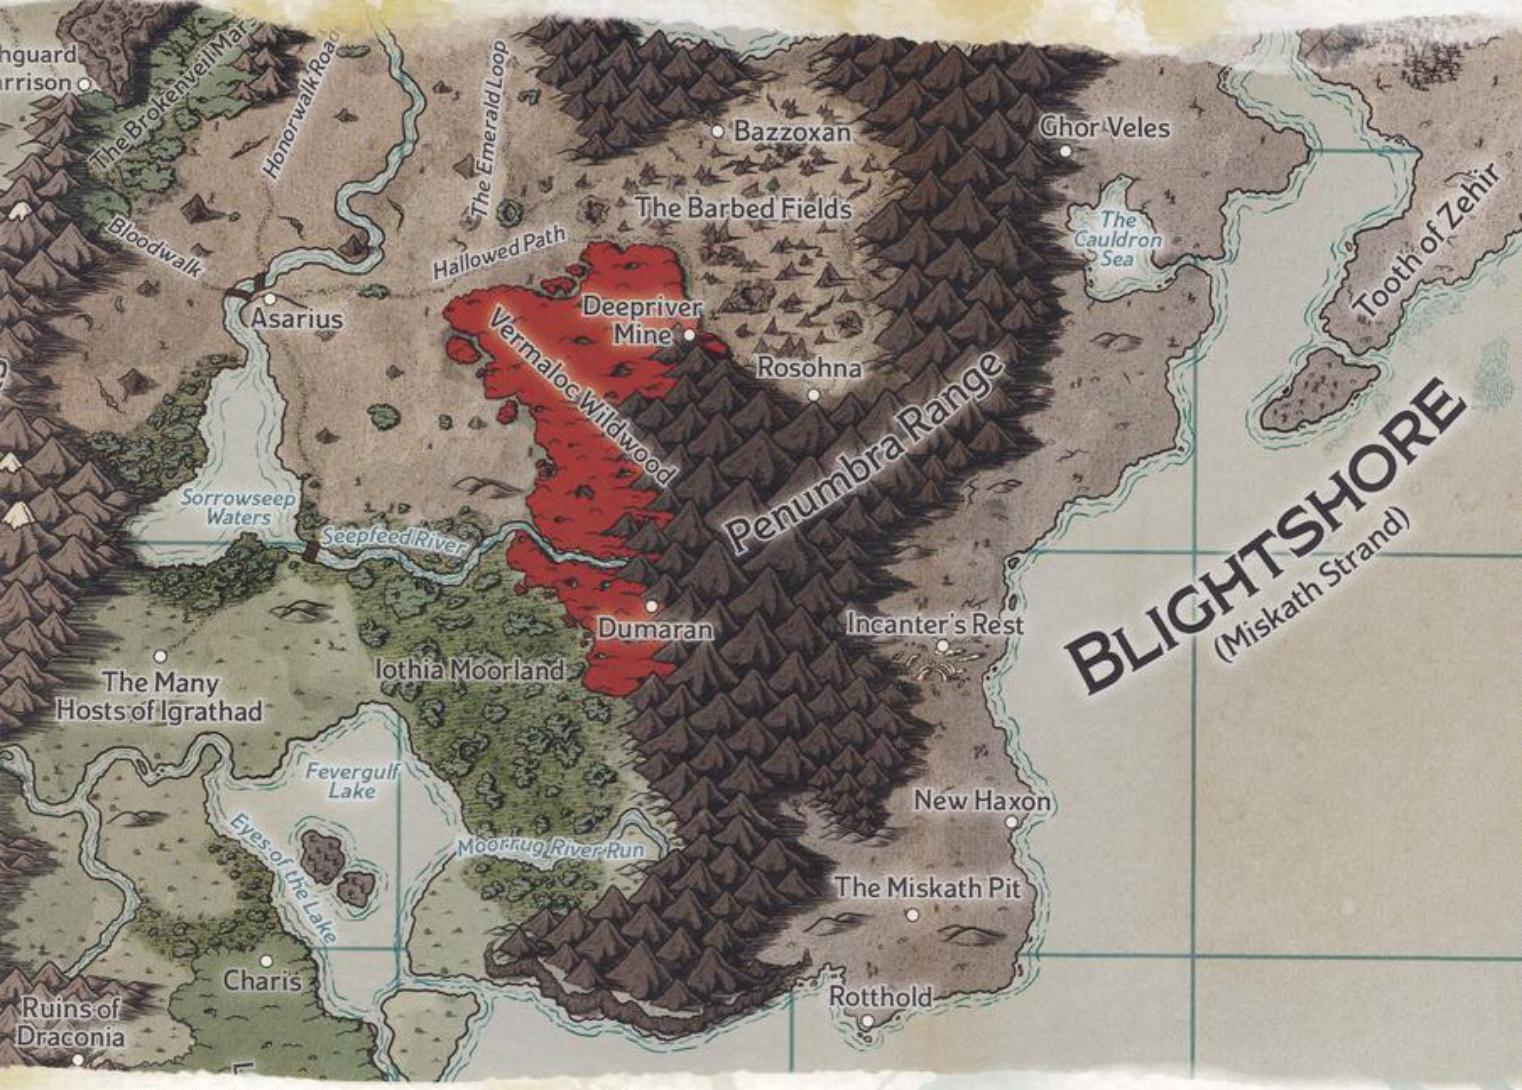 hguard
rrison
The Brokenveil Mar
Honorwalk Road
The Emerald Loop
Bazzoxan
Ghor Veles
The Barbed Fields
The
Cauldron
Sea
Tooth of Zehir
Bloodwalk
Hallowed Path
Asarius
Deepriver
Mine
Vermaloc Wildwood
Rosohna
Penumbra Range
BLIGHTSHORE
(Miskath Strand)
Sorrowseep
Waters
Seepfeed River
Incanter's Rest
Dumaran
Iothia Moorland
The Many
Hosts of Igrathad
Fevergulf
Lake
New Haxon
Eyes of the Lake
Moorrug River Run
The Miskath Pit
Charis
Rotthold
Ruins of
Draconia